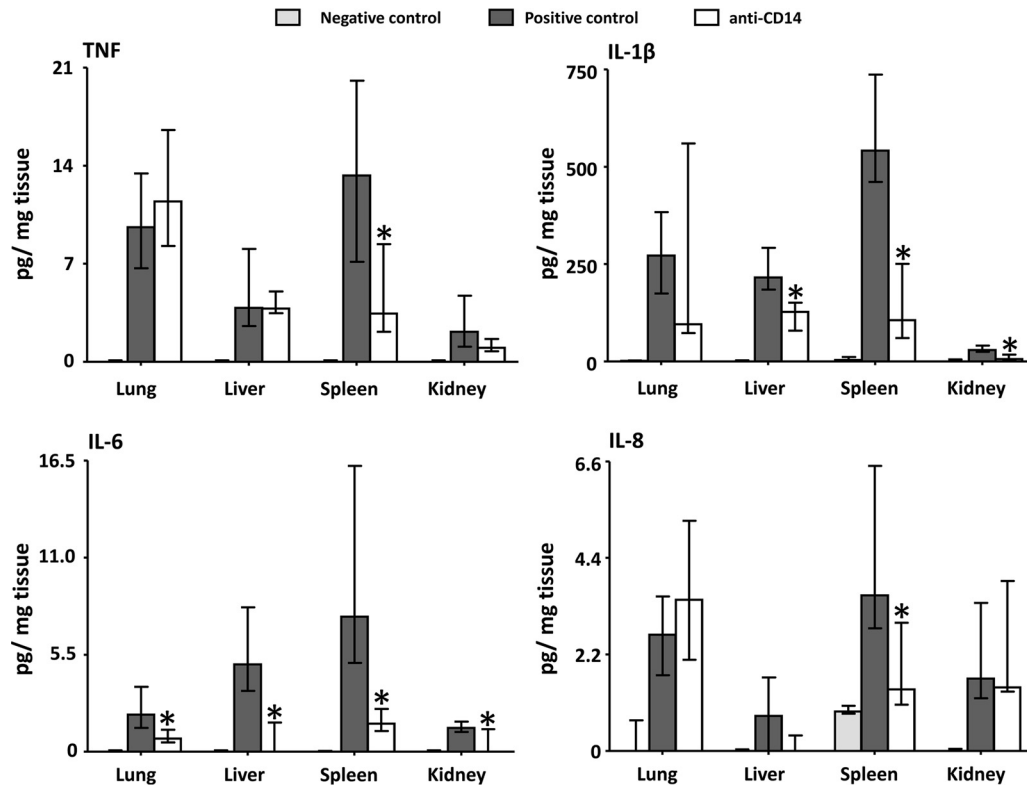 Negative control Positive control anti-CD14
TNF
21
14
7
0
pg/ mg tissue
*
Lung Liver Spleen Kidney
IL-1β
750
500
250
0
pg/ mg tissue
* * *
Lung Liver Spleen Kidney
IL-6
16.5
11.0
5.5
0
pg/ mg tissue
* * * *
Lung Liver Spleen Kidney
IL-8
6.6
4.4
2.2
0
pg/ mg tissue
*
Lung Liver Spleen Kidney